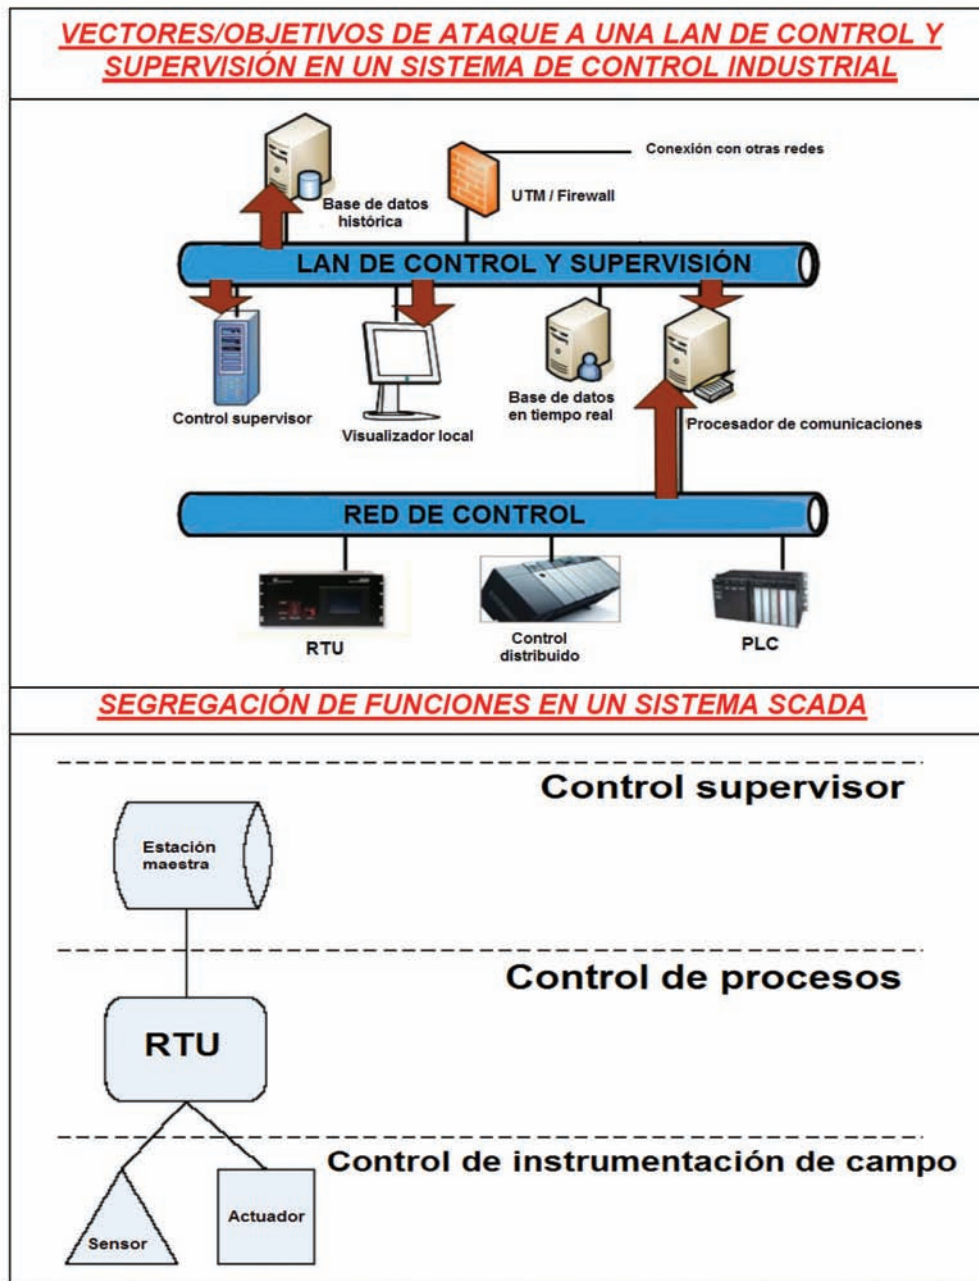 VECTORES/OBJETIVOS DE ATAQUE A UNA LAN DE CONTROL Y
SUPERVISIÓN EN UN SISTEMA DE CONTROL INDUSTRIAL
Conexión con otras redes
UTM / Firewall
Base de datos
histórica
LAN DE CONTROL Y SUPERVISIÓN
Control supervisor
Visualizador local
Base de datos
en tiempo real
Procesador de comunicaciones
RED DE CONTROL
RTU
Control
distribuido
PLC
SEGREGACIÓN DE FUNCIONES EN UN SISTEMA SCADA
Control supervisor
Estación
maestra
Control de procesos
RTU
Control de instrumentación de campo
Sensor
Actuador